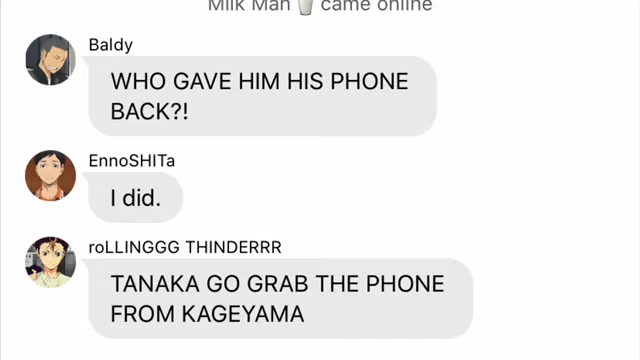 Milk Man 🥛 came online
Baldy
WHO GAVE HIM HIS PHONE
BACK?!
EnnoSHITa
I did.
roLLINGGG THINDERRR
TANAKA GO GRAB THE PHONE
FROM KAGEYAMA